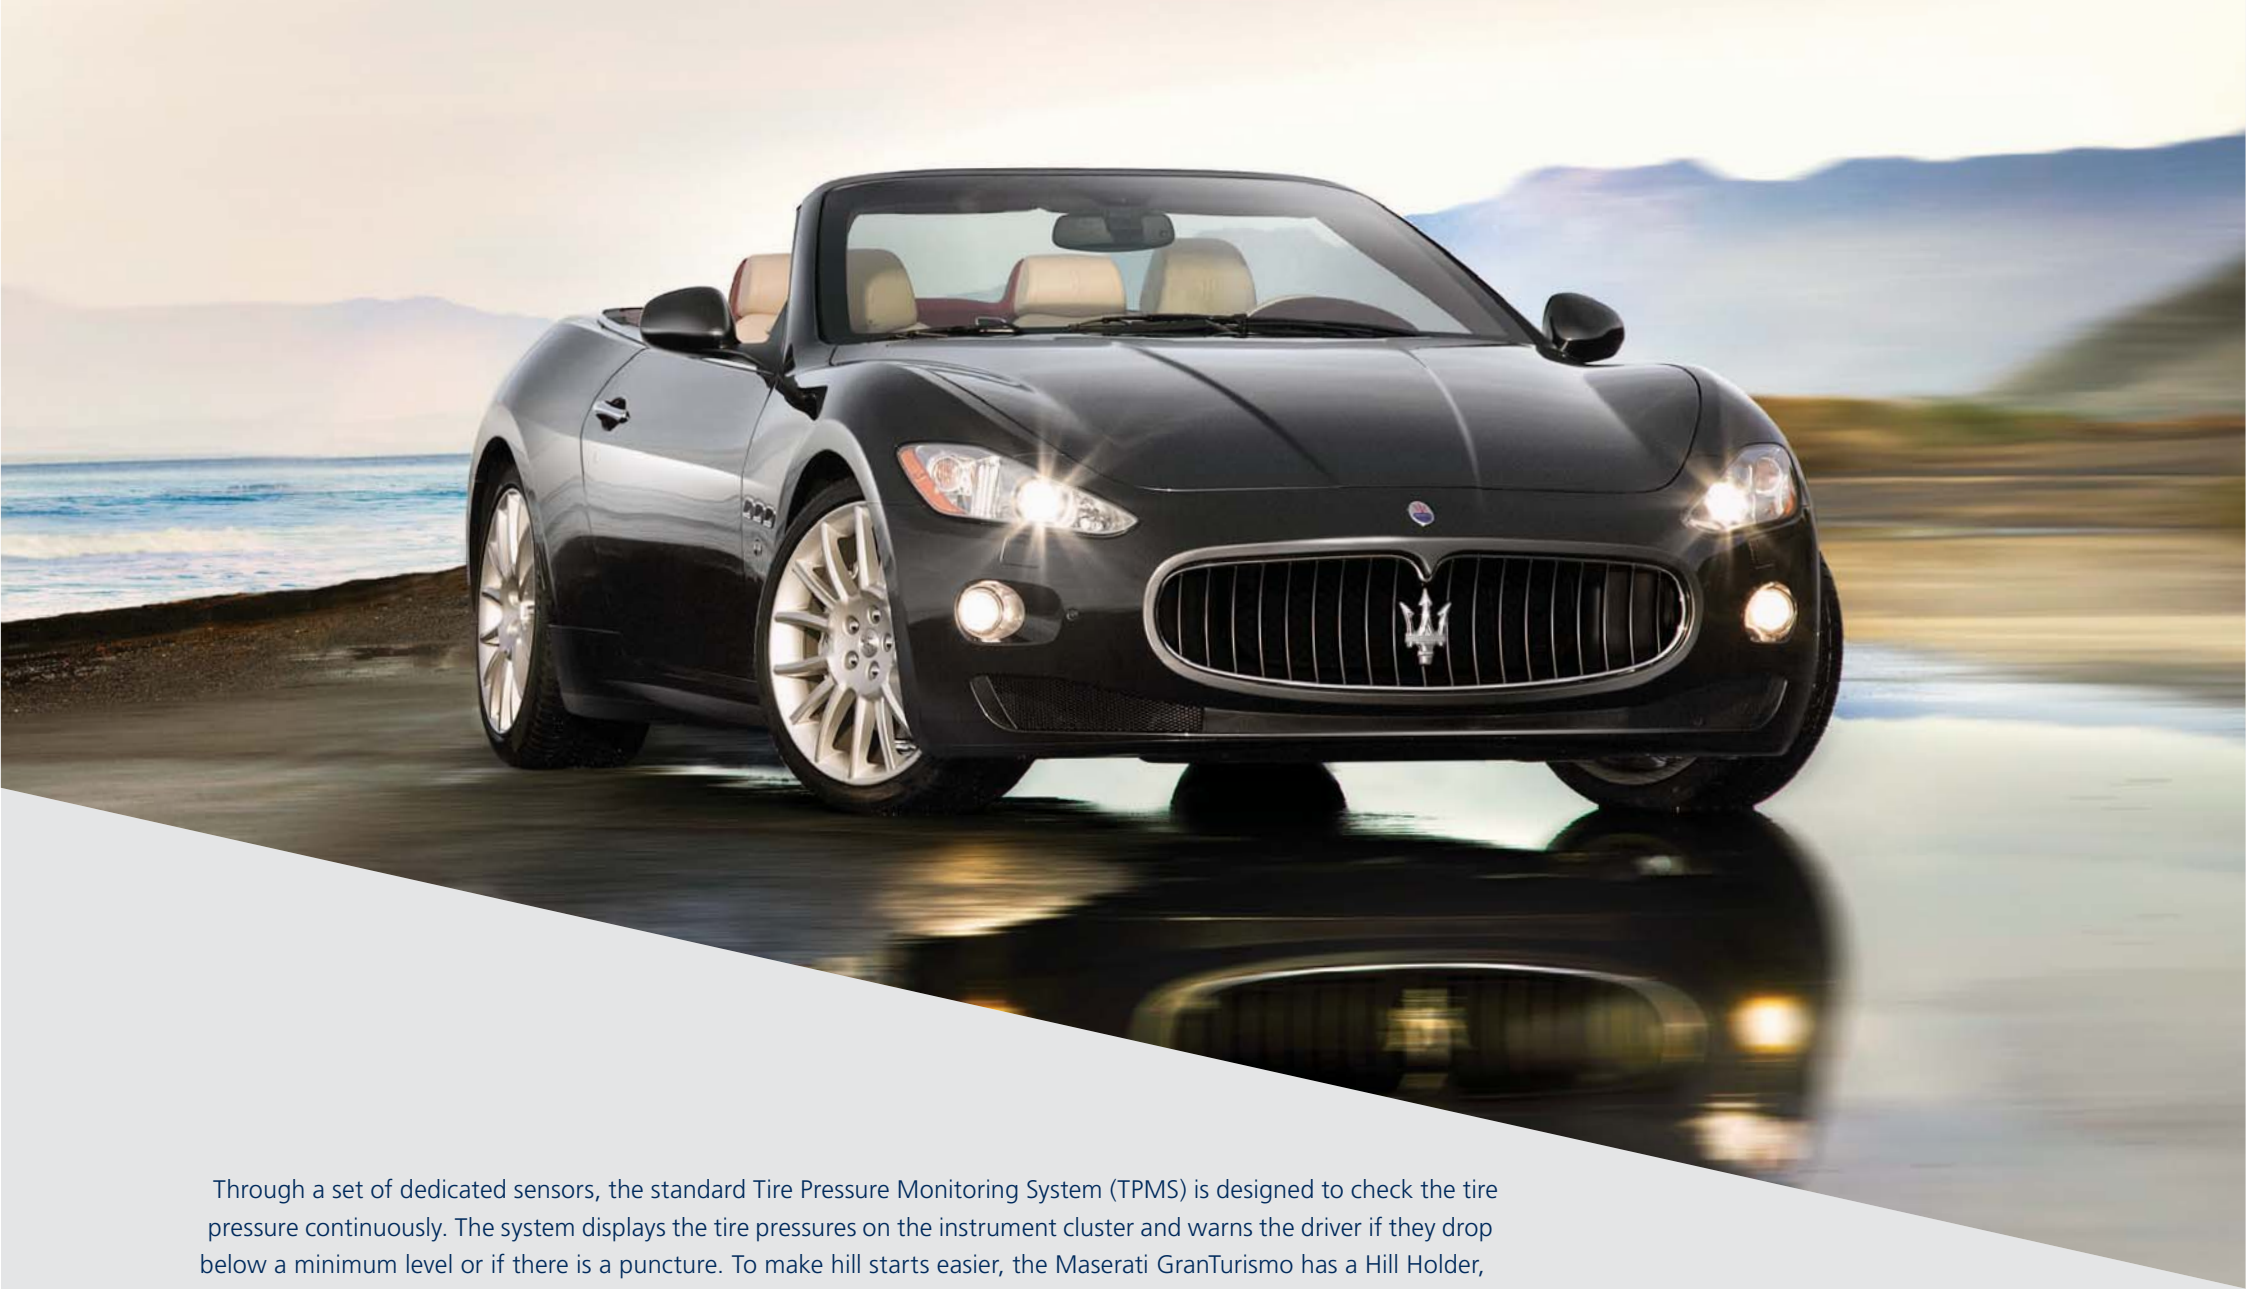 Through a set of dedicated sensors, the standard Tire Pressure Monitoring System (TPMS) is designed to check the tire
pressure continuously. The system displays the tire pressures on the instrument cluster and warns the driver if they drop
below a minimum level or if there is a puncture. To make hill starts easier, the Maserati GranTurismo has a Hill Holder,